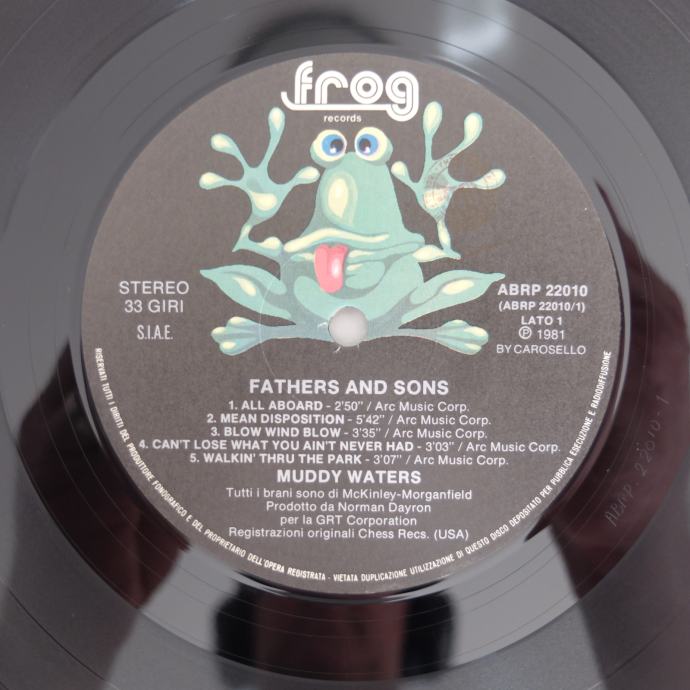 frog
records
STEREO
33 GIRI
S.I.A.E.
ABRP 22010
(ABRP 22010/1)
LATO 1
Ⓟ 1981
BY CAROSELLO
FATHERS AND SONS
1. ALL ABOARD - 2'50" / Arc Music Corp.
2. MEAN DISPOSITION - 5'42" / Arc Music Corp.
3. BLOW WIND BLOW - 3'35" / Arc Music Corp.
4. CAN'T LOSE WHAT YOU AIN'T NEVER HAD - 3'03" / Arc Music Corp.
5. WALKIN' THRU THE PARK - 3'07" / Arc Music Corp.
MUDDY WATERS
Tutti i brani sono di McKinley-Morganfield
Prodotto da Norman Dayron
per la GRT Corporation
Registrazioni originali Chess Recs. (USA)
RISERVATI TUTTI I DIRITTI DEL PRODUTTORE FONOGRAFICO E DEL PROPRIETARIO DELL'OPERA REGISTRATA - VIETATA DUPLICAZIONE UTILIZZAZIONE DI QUESTO DISCO DEPOSITATO PER PUBBLICA ESECUZIONE E RADIODIFFUSIONE
ABRP 22010 1